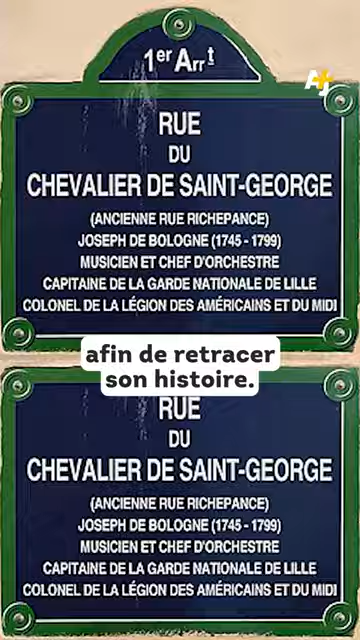 1er Arrt
RUE
DU
CHEVALIER DE SAINT-GEORGE
(ANCIENNE RUE RICHEPANCE)
JOSEPH DE BOLOGNE (1745 - 1799)
MUSICIEN ET CHEF D'ORCHESTRE
CAPITAINE DE LA GARDE NATIONALE DE LILLE
COLONEL DE LA LÉGION DES AMÉRICAINS ET DU MIDI
afin de retracer
son histoire.
RUE
DU
CHEVALIER DE SAINT-GEORGE
(ANCIENNE RUE RICHEPANCE)
JOSEPH DE BOLOGNE (1745 - 1799)
MUSICIEN ET CHEF D'ORCHESTRE
CAPITAINE DE LA GARDE NATIONALE DE LILLE
COLONEL DE LA LÉGION DES AMÉRICAINS ET DU MIDI